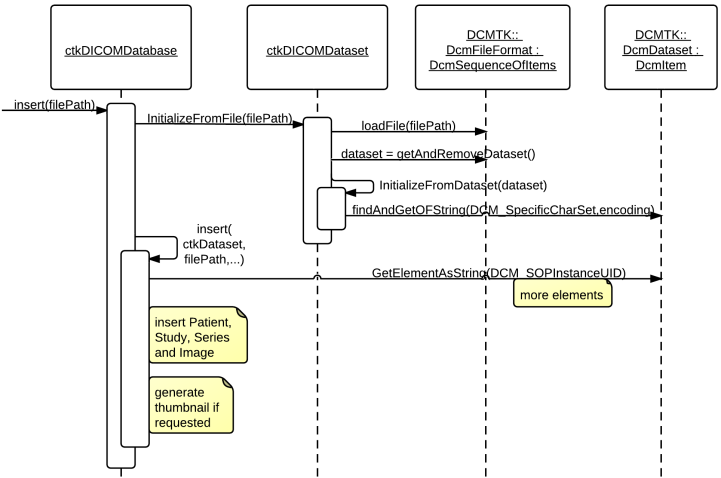 ctkDICOMDatabase
ctkDICOMDataset
DCMTK::
DcmFileFormat :
DcmSequenceOfItems
DCMTK::
DcmDataset :
DcmItem
insert(filePath)
InitializeFromFile(filePath)
loadFile(filePath)
dataset = getAndRemoveDataset()
InitializeFromDataset(dataset)
findAndGetOFString(DCM_SpecificCharSet,encoding)
insert(
ctkDataset,
filePath,...)
GetElementAsString(DCM_SOPInstanceUID)
more elements
insert Patient,
Study, Series
and Image
generate
thumbnail if
requested